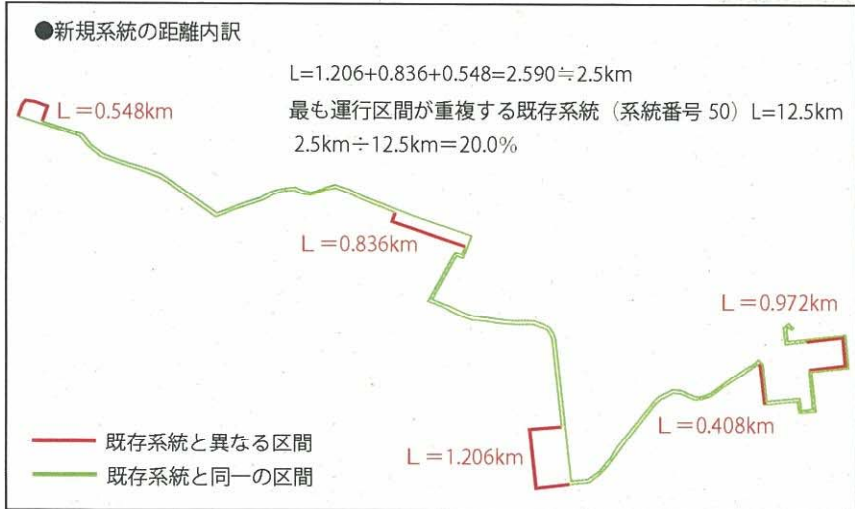 ●新規系統の距離内訳
L=1.206+0.836+0.548=2.590≒2.5km
最も運行区間が重複する既存系統（系統番号 50）L=12.5km
2.5km÷12.5km=20.0%
L=0.548km
L=0.836km
L=0.972km
L=0.408km
L=1.206km
既存系統と異なる区間
既存系統と同一の区間